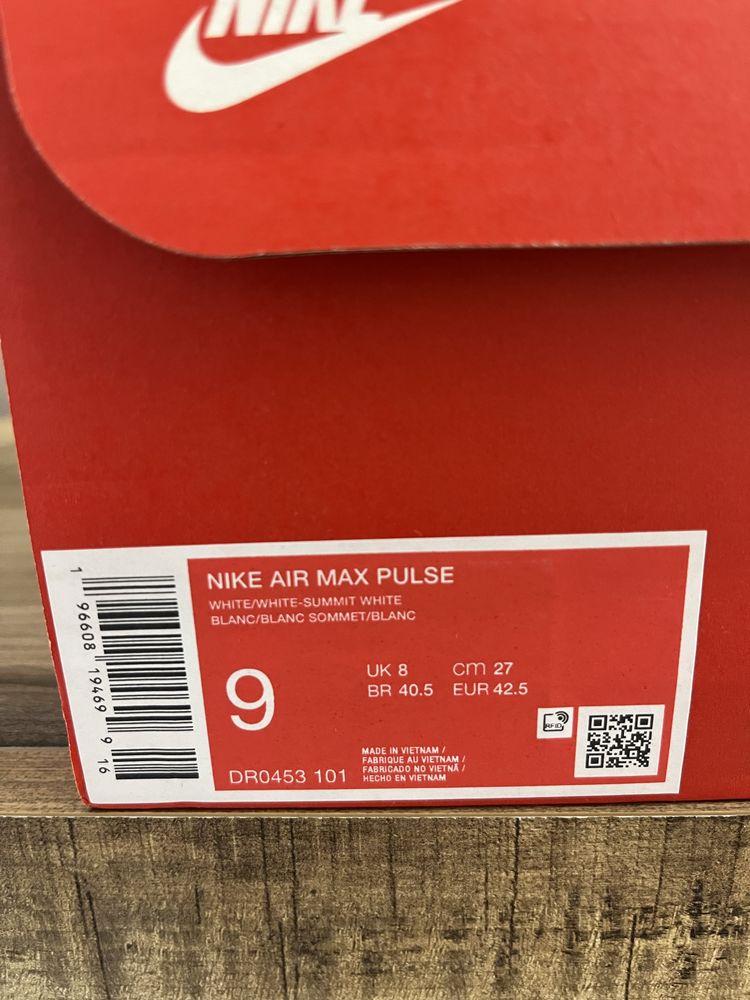 NIKE
1 96608 19469 9 16
NIKE AIR MAX PULSE
WHITE/WHITE-SUMMIT WHITE
BLANC/BLANC SOMMET/BLANC
9
UK 8 cm 27
BR 40.5 EUR 42.5
RFID
DR0453 101
MADE IN VIETNAM /
FABRIQUE AU VIETNAM /
FABRICADO NO VIETNÃ /
HECHO EN VIETNAM